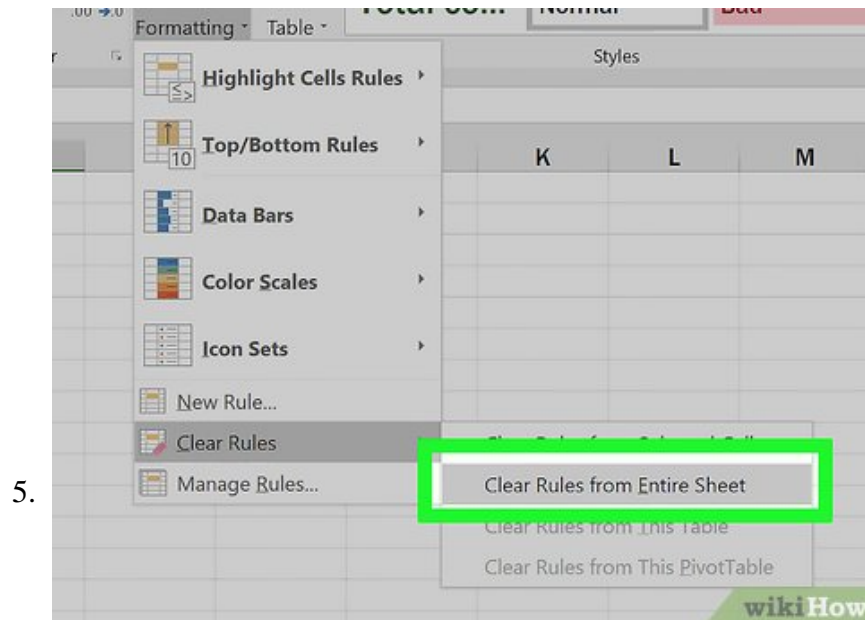 .00 →.0
Formatting Table
Normal
Styles
Highlight Cells Rules
Top/Bottom Rules
10
K L M
Data Bars
Color Scales
Icon Sets
New Rule...
Clear Rules
Manage Rules...
5.
Clear Rules from Entire Sheet
Clear Rules from This Table
Clear Rules from This PivotTable
wikiHow